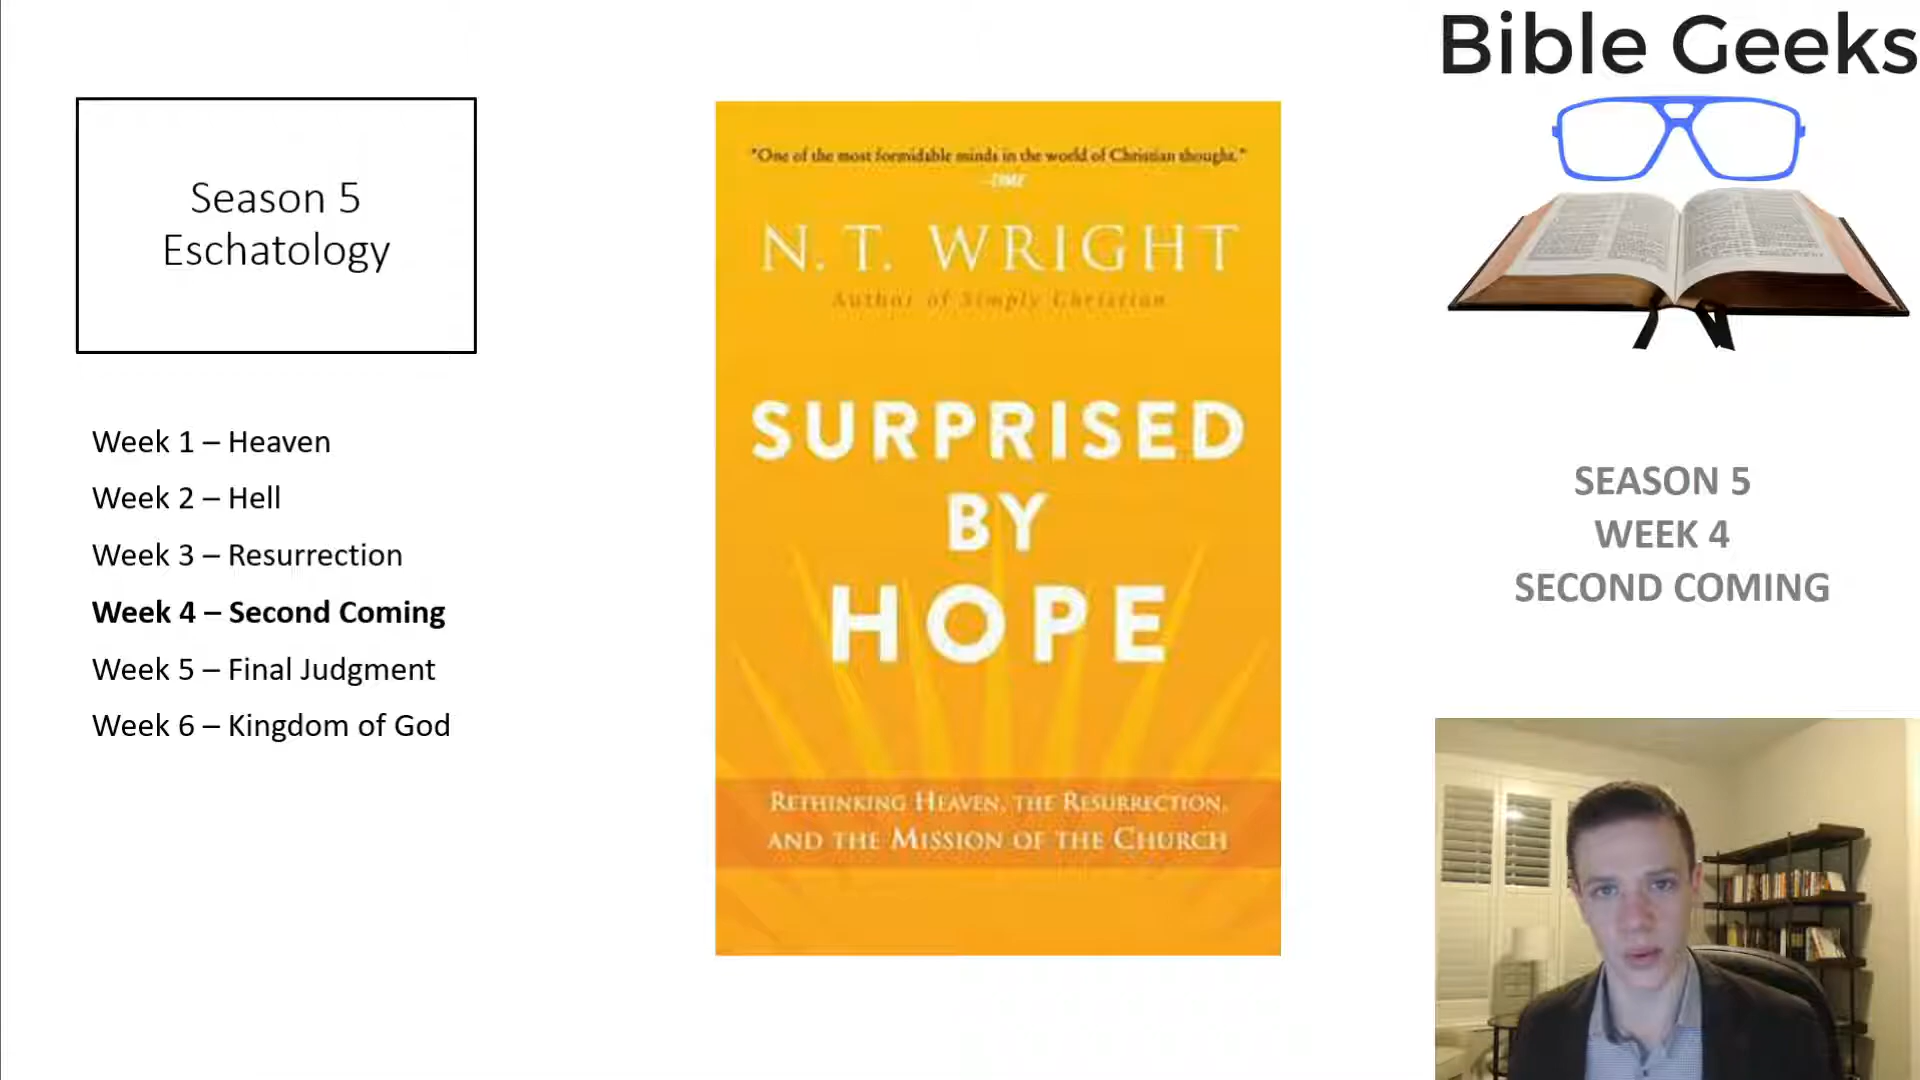 Season 5
Eschatology
Week 1 – Heaven
Week 2 – Hell
Week 3 – Resurrection
Week 4 – Second Coming
Week 5 – Final Judgment
Week 6 – Kingdom of God
"One of the most formidable minds in the world of Christian thought."
—TIME
N. T. WRIGHT
Author of Simply Christian
SURPRISED
BY
HOPE
RETHINKING HEAVEN, THE RESURRECTION,
AND THE MISSION OF THE CHURCH
Bible Geeks
SEASON 5
WEEK 4
SECOND COMING